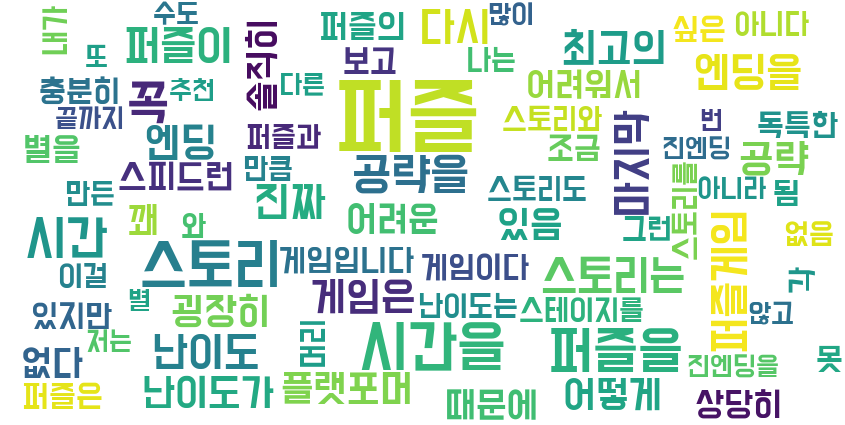 내가
수도
퍼즐이
또
솔직히
퍼즐의
보고
다른
다시
많이
나는
최고의
어려워서
싶은
아니다
엔딩을
충분히
꼭
추천
끝까지
별을
엔딩
퍼즐과
만큼
퍼즐
스토리와
조금
마지막
번
진엔딩
독특한
공략
스피드런
만든
진짜
공략을
스토리도
스토리를
아니라
됨
시간
꽤
와
어려운
있음
그런
퍼즐게임
없음
이걸
스토리
게임입니다
게임이다
스토리는
각
있지만
별
굉장히
게임은
난이도는
스테이지를
않고
저는
없다
난이도
머리
시간을
퍼즐을
진엔딩을
못
퍼즐은
난이도가
플랫포머
때문에
어떻게
상당히